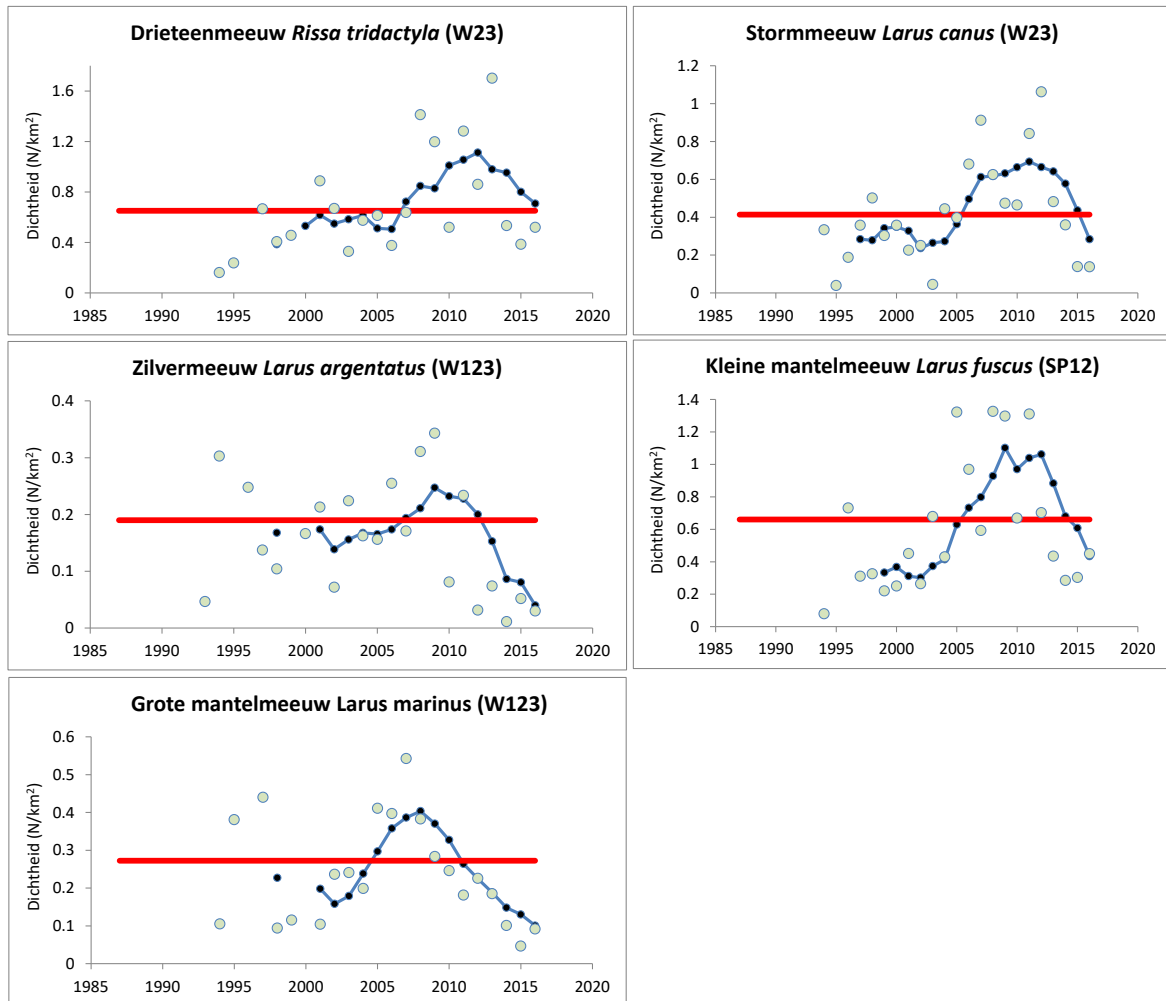 Drieteenmeeuw Rissa tridactyla (W23)
Dichtheid (N/km²)
1.6
1.2
0.8
0.4
0
1985 1990 1995 2000 2005 2010 2015 2020
Stormmeeuw Larus canus (W23)
Dichtheid (N/km²)
1.2
1
0.8
0.6
0.4
0.2
0
1985 1990 1995 2000 2005 2010 2015 2020
Zilvermeeuw Larus argentatus (W123)
Dichtheid (N/km²)
0.4
0.3
0.2
0.1
0
1985 1990 1995 2000 2005 2010 2015 2020
Kleine mantelmeeuw Larus fuscus (SP12)
Dichtheid (N/km²)
1.4
1.2
1
0.8
0.6
0.4
0.2
0
1985 1990 1995 2000 2005 2010 2015 2020
Grote mantelmeeuw Larus marinus (W123)
Dichtheid (N/km²)
0.6
0.5
0.4
0.3
0.2
0.1
0
1985 1990 1995 2000 2005 2010 2015 2020